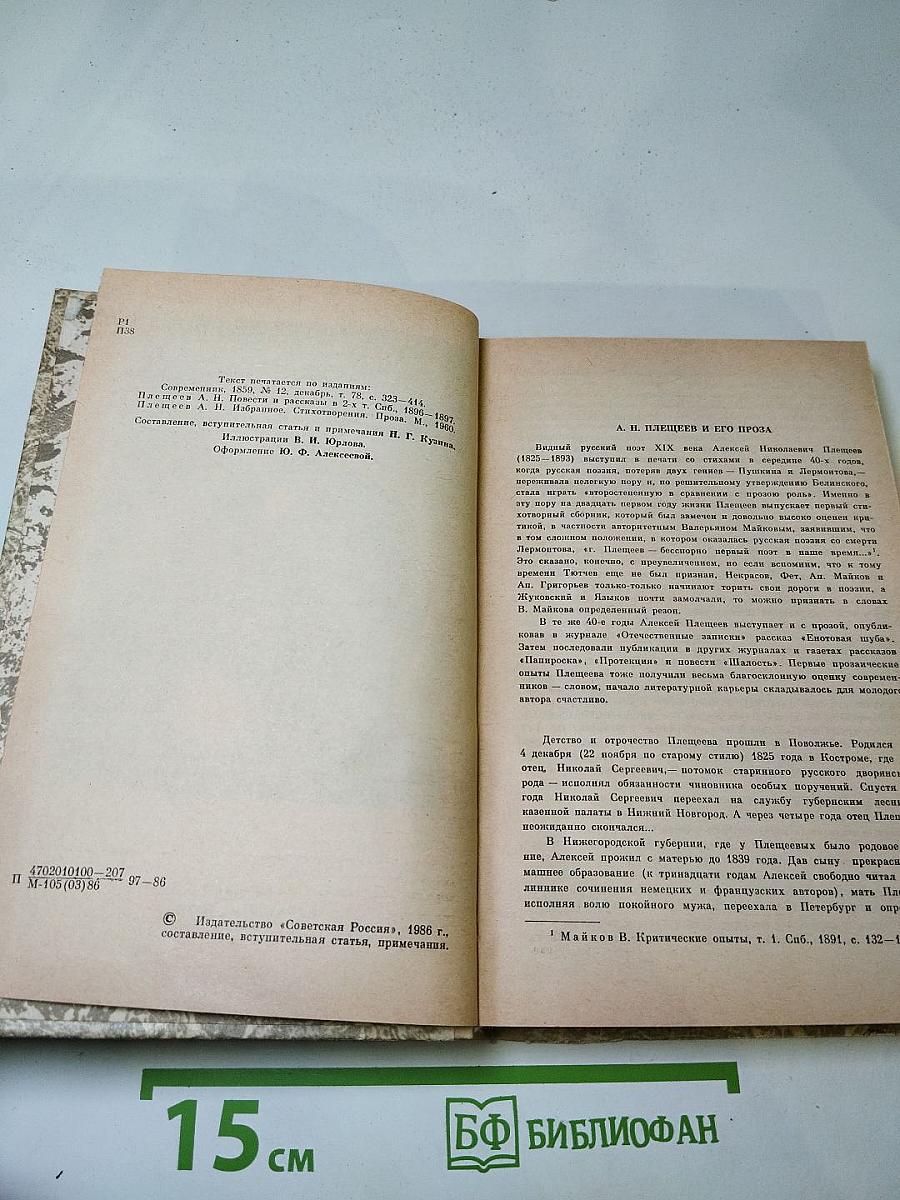 Р1
П38
Текст печатается по изданиям:
Современник, 1859, № 12, декабрь, т. 78, с. 323—414.
Плещеев А. Н. Повести и рассказы в 2-х т. Спб., 1896—1897.
Плещеев А. Н. Избранное. Стихотворения. Проза. М., 1960.
Составление, вступительная статья и примечания Н. Г. Кузина.
Иллюстрации В. И. Юрлова.
Оформление Ю. Ф. Алексеевой.
П 4702010100—207
М-105(03)86 97—86
© Издательство «Советская Россия», 1986 г.,
составление, вступительная статья, примечания.
А. Н. ПЛЕЩЕЕВ И ЕГО ПРОЗА
Видный русский поэт XIX века Алексей Николаевич Плещеев
(1825—1893) выступил в печати со стихами в середине 40-х годов,
когда русская поэзия, потеряв двух гениев — Пушкина и Лермонтова,—
переживала нелегкую пору и, по решительному утверждению Белинского,
стала играть «второстепенную в сравнении с прозою роль». Именно в
эту пору на двадцать первом году жизни Плещеев выпускает первый сти-
хотворный сборник, который был замечен и довольно высоко оценен кри-
тикой, в частности авторитетным Валерьяном Майковым, заявившим, что
в том сложном положении, в котором оказалась русская поэзия со смерти
Лермонтова, «г. Плещеев — бесспорно первый поэт в наше время...»¹.
Это сказано, конечно, с преувеличением, но если вспомним, что к тому
времени Тютчев еще не был признан, Некрасов, Фет, Ап. Майков и
Ап. Григорьев только-только начинают торить свои дороги в поэзии, а
Жуковский и Языков почти замолчали, то можно признать в словах
В. Майкова определенный резон.
В те же 40-е годы Алексей Плещеев выступает и с прозой, опубли-
ковав в журнале «Отечественные записки» рассказ «Енотовая шуба».
Затем последовали публикации в других журналах и газетах рассказов
«Папироска», «Протекция» и повести «Шалость». Первые прозаические
опыты Плещеева тоже получили весьма благосклонную оценку современ-
ников — словом, начало литературной карьеры складывалось для молодого
автора счастливо.
Детство и отрочество Плещеева прошли в Поволжье. Родился
4 декабря (22 ноября по старому стилю) 1825 года в Костроме, где
отец, Николай Сергеевич,— потомок старинного русского дворянс
рода — исполнял обязанности чиновника особых поручений. Спустя
года Николай Сергеевич переехал на службу губернским лесни
казенной палаты в Нижний Новгород. А через четыре года отец Плещ
неожиданно скончался...
В Нижегородской губернии, где у Плещеевых было родовое
ние, Алексей прожил с матерью до 1839 года. Дав сыну прекрасн
машнее образование (к тринадцати годам Алексей свободно читал
линнике сочинения немецких и французских авторов), мать Пле
исполняя волю покойного мужа, переехала в Петербург и опр
¹ Майков В. Критические опыты, т. 1. Спб., 1891, с. 132—1
15 см
БФ БИБЛИОФАН